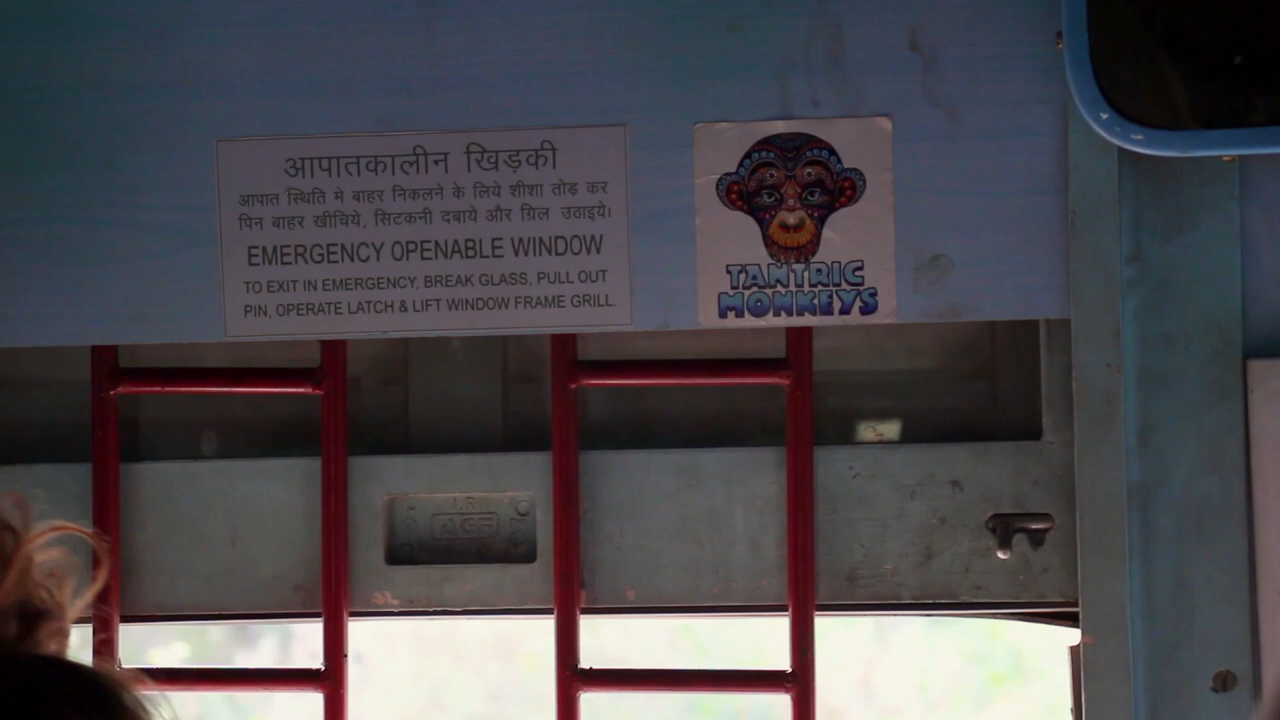 आपातकालीन खिड़की
आपात स्थिति मे बाहर निकलने के लिये शीशा तोड़ कर
पिन बाहर खीचिये, सिटकनी दबाये और ग्रिल उठाइये।
EMERGENCY OPENABLE WINDOW
TO EXIT IN EMERGENCY, BREAK GLASS, PULL OUT
PIN, OPERATE LATCH & LIFT WINDOW FRAME GRILL.
TANTRIC
MONKEYS
I.R.